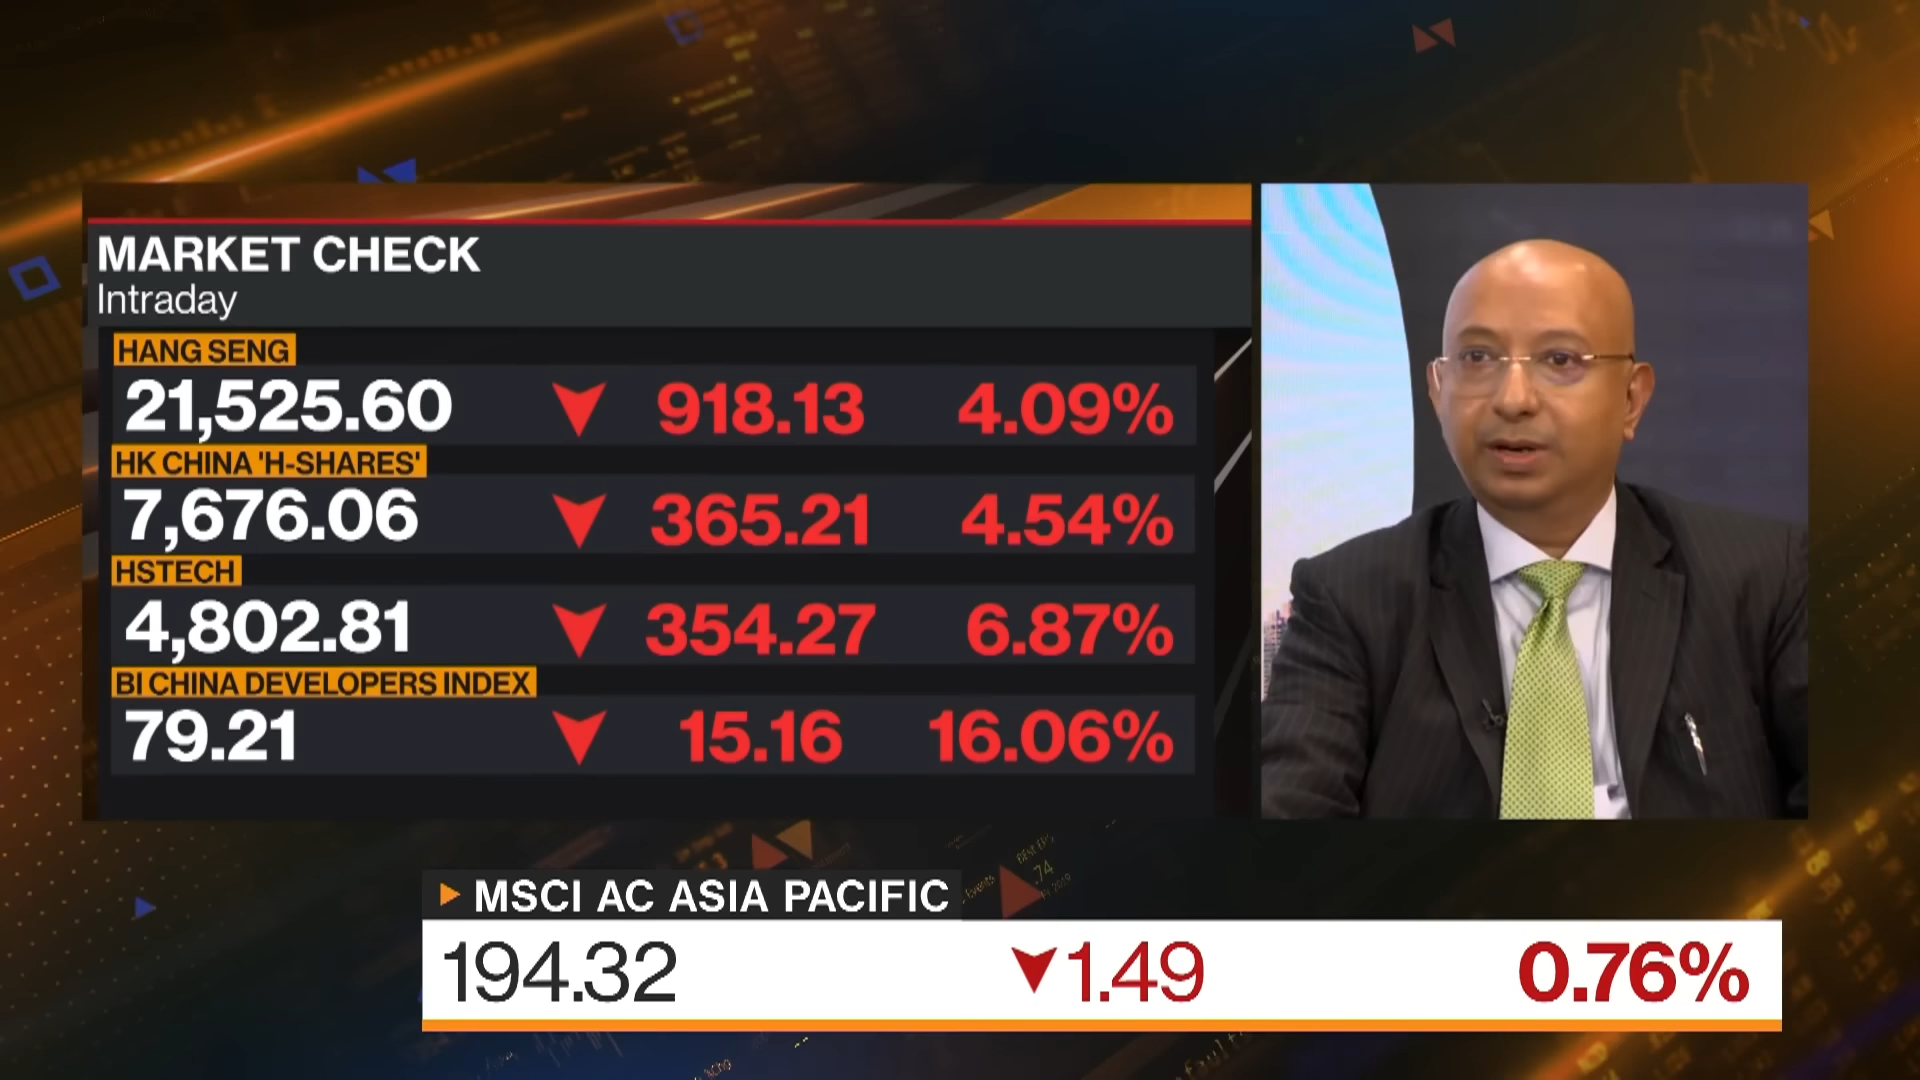 MARKET CHECK
Intraday
HANG SENG
21,525.60 918.13 4.09%
HK CHINA 'H-SHARES'
7,676.06 365.21 4.54%
HSTECH
4,802.81 354.27 6.87%
BI CHINA DEVELOPERS INDEX
79.21 15.16 16.06%
MSCI AC ASIA PACIFIC
194.32 1.49 0.76%